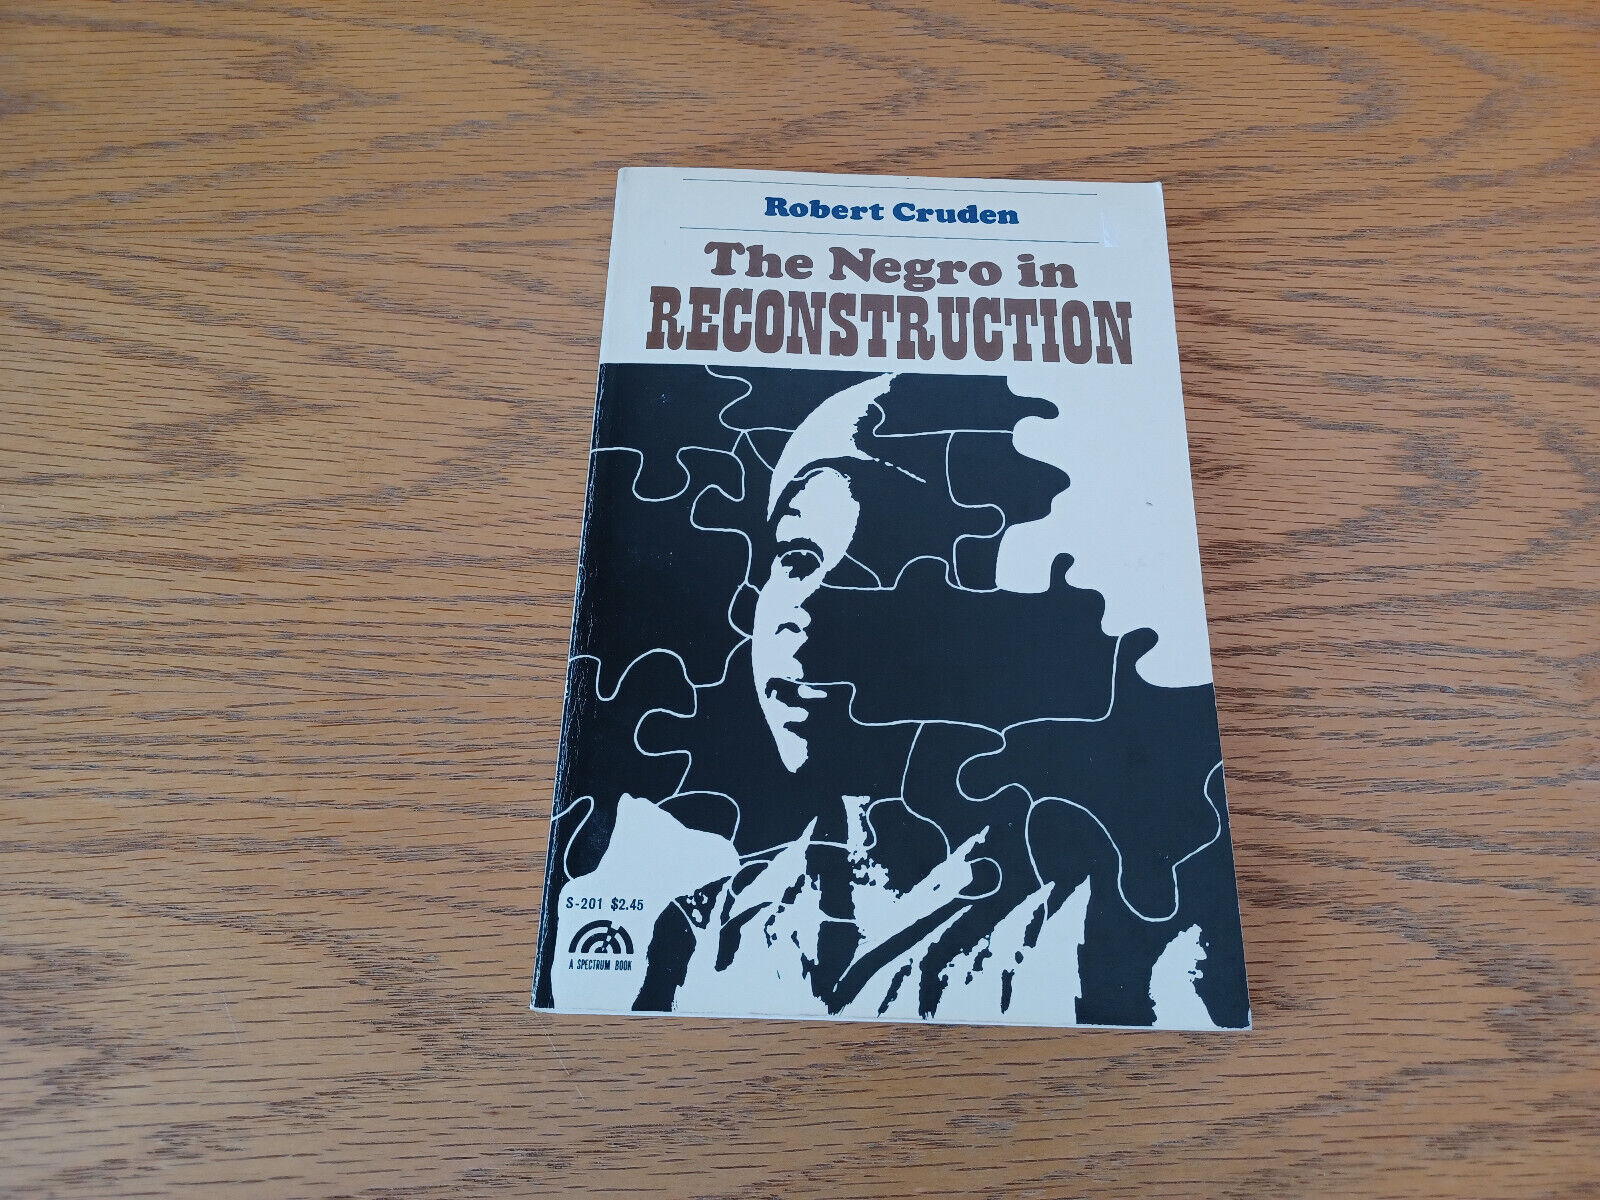 Robert Cruden
The Negro in
RECONSTRUCTION
S-201 $2.45
A SPECTRUM BOOK